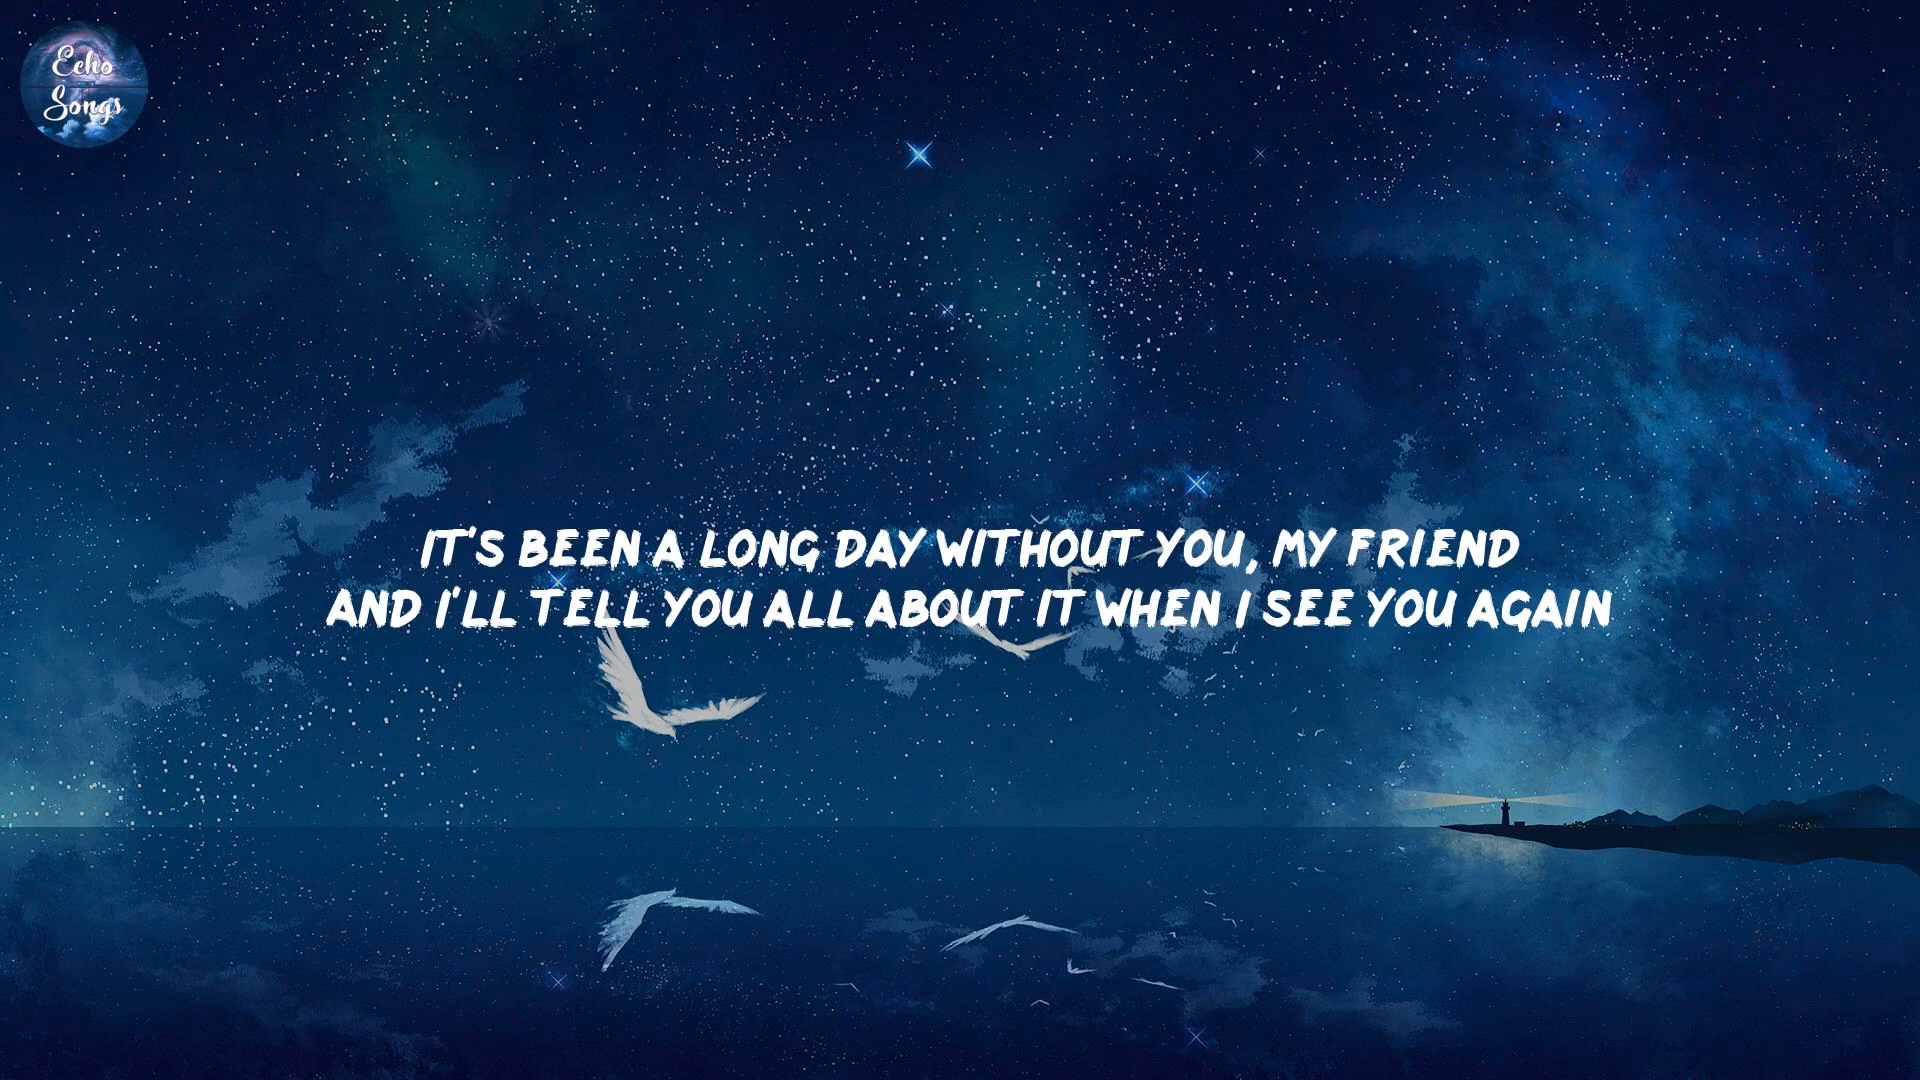 Echo
Songs
IT'S BEEN A LONG DAY WITHOUT YOU, MY FRIEND
AND I'LL TELL YOU ALL ABOUT IT WHEN I SEE YOU AGAIN